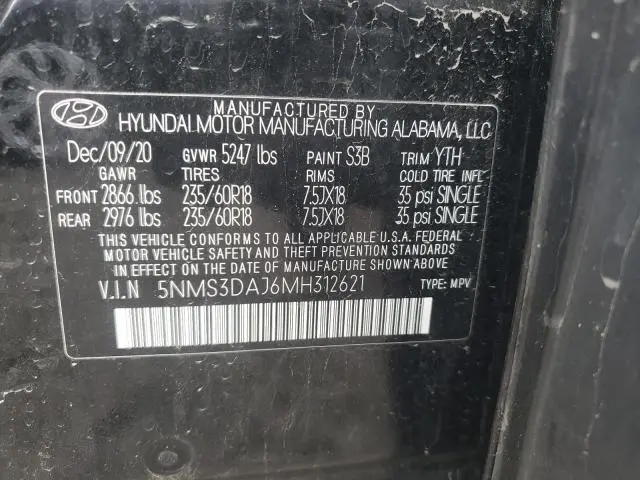 MANUFACTURED BY
HYUNDAI MOTOR MANUFACTURING ALABAMA, LLC
Dec/09/20 GVWR 5247 lbs PAINT S3B TRIM YTH
GAWR TIRES RIMS COLD TIRE INFL
FRONT 2866 lbs 235/60R18 7.5JX18 35 psi SINGLE
REAR 2976 lbs 235/60R18 7.5JX18 35 psi SINGLE
THIS VEHICLE CONFORMS TO ALL APPLICABLE U.S.A. FEDERAL
MOTOR VEHICLE SAFETY AND THEFT PREVENTION STANDARDS
IN EFFECT ON THE DATE OF MANUFACTURE SHOWN ABOVE
V.I.N 5NMS3DAJ6MH312621 TYPE: MPV